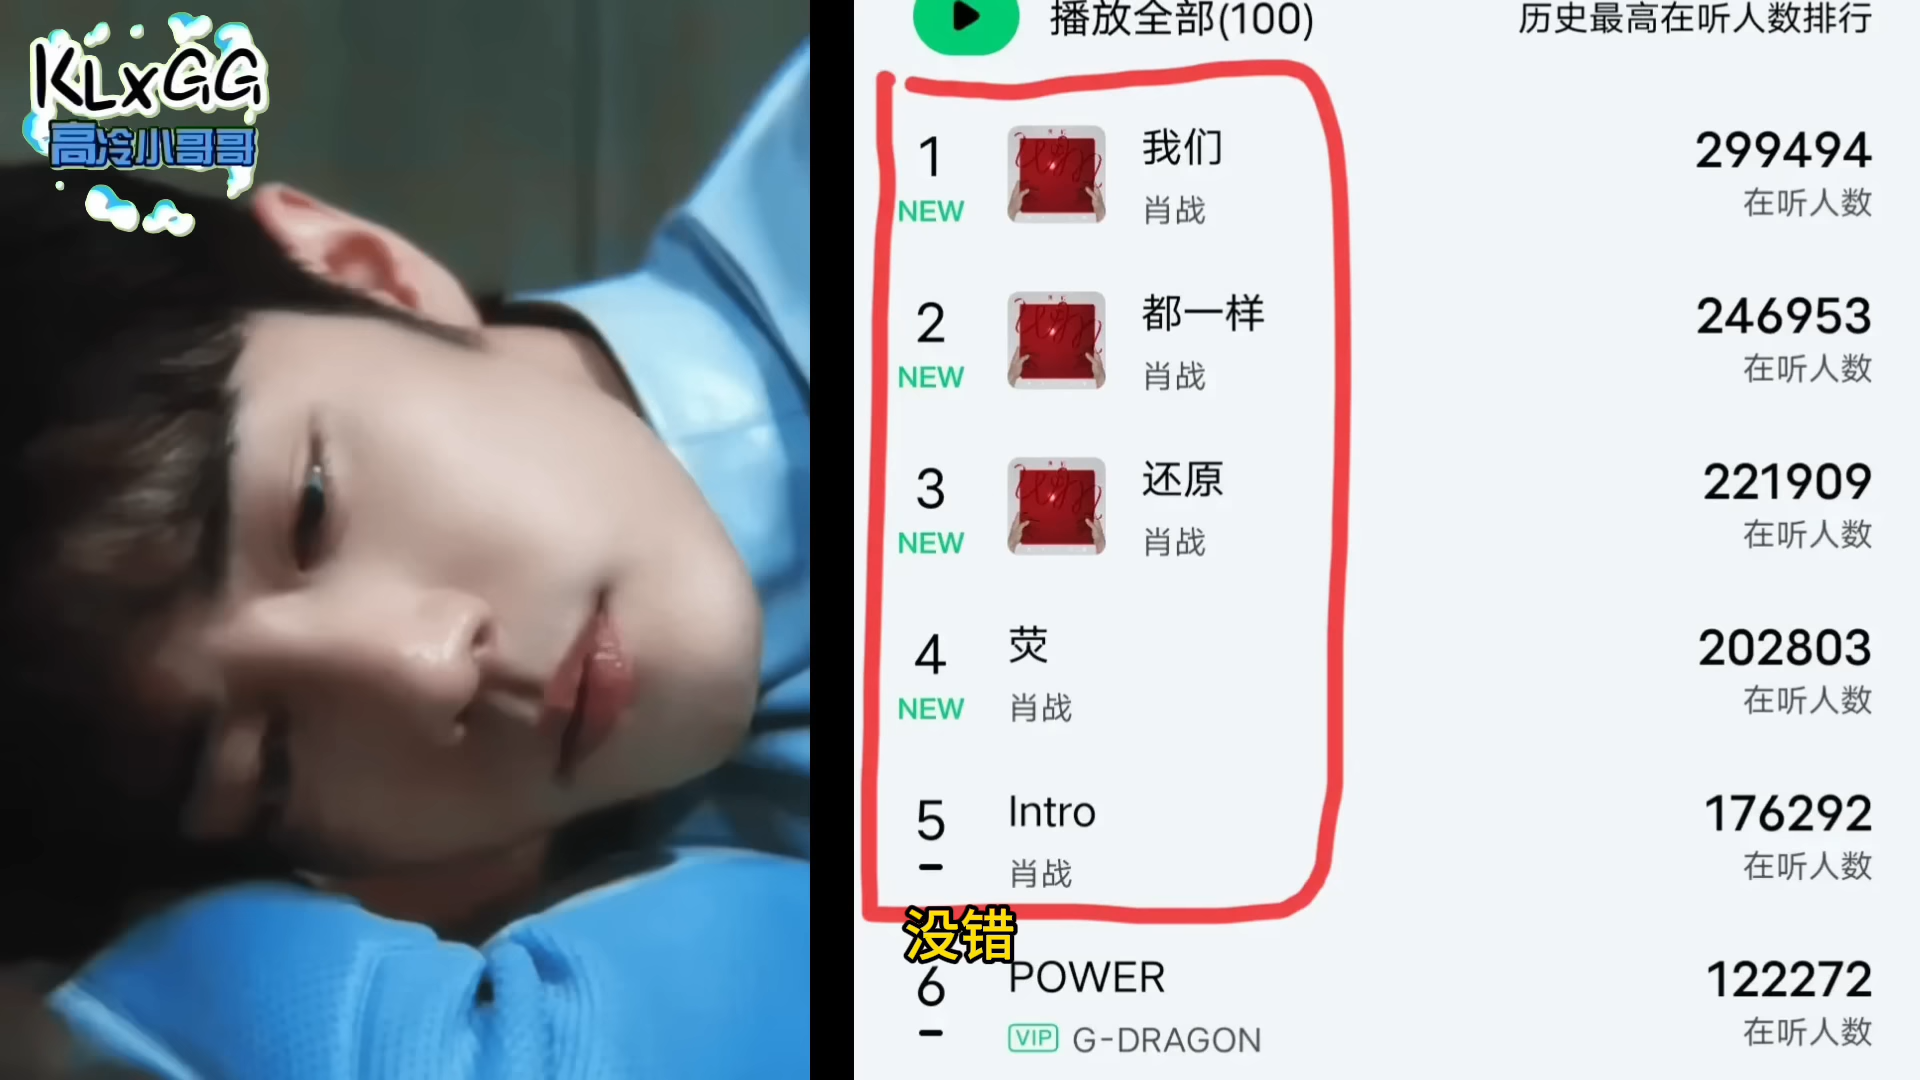 KLxGG
高冷小哥哥
播放全部(100)
历史最高在听人数排行
1
NEW
我们
肖战
299494
在听人数
2
NEW
都一样
肖战
246953
在听人数
3
NEW
还原
肖战
221909
在听人数
4
NEW
荧
肖战
202803
在听人数
5
Intro
肖战
176292
在听人数
没错
6
POWER
VIP G-DRAGON
122272
在听人数